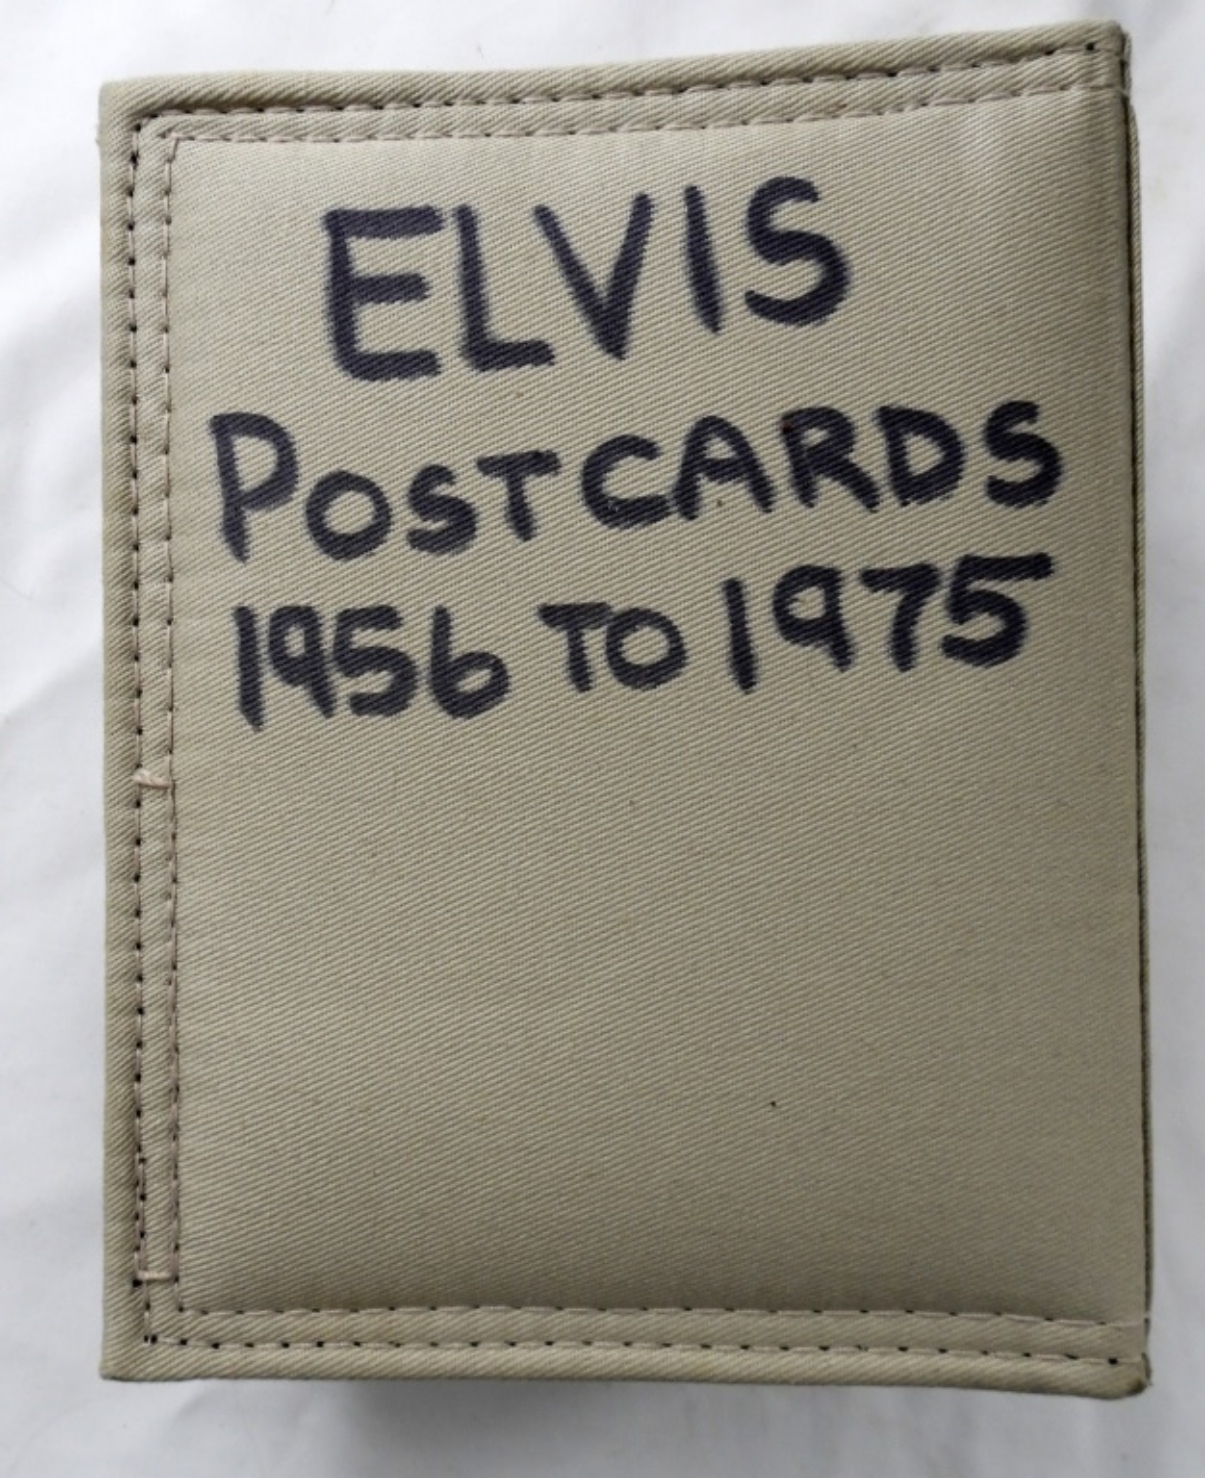 ELVIS
POSTCARDS
1956 TO 1975